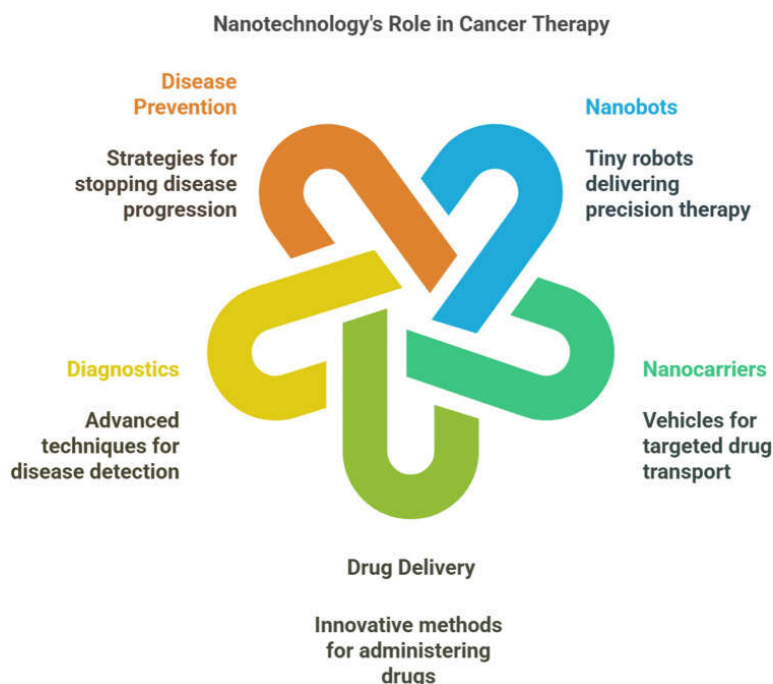 Nanotechnology's Role in Cancer Therapy
Disease
Prevention
Strategies for
stopping disease
progression
Nanobots
Tiny robots
delivering
precision therapy
Diagnostics
Advanced
techniques for
disease detection
Nanocarriers
Vehicles for
targeted drug
transport
Drug Delivery
Innovative methods
for administering
drugs